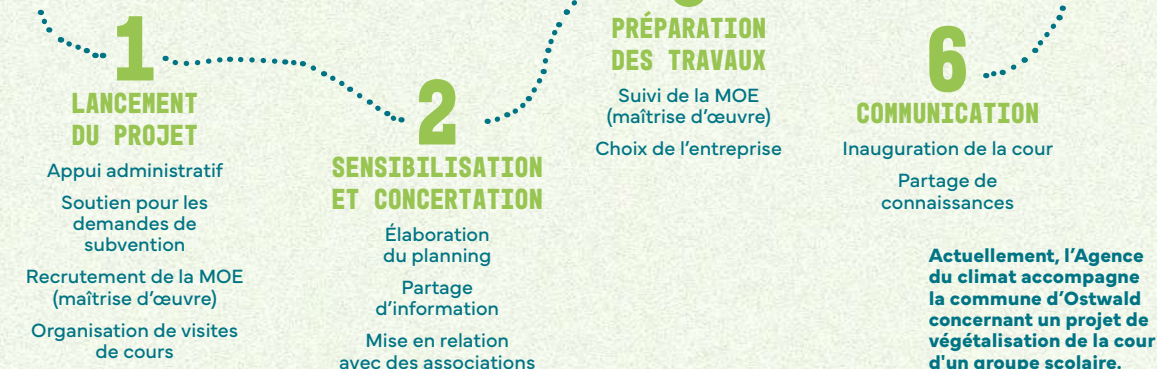 1
LANCEMENT
DU PROJET
Appui administratif
Soutien pour les
demandes de
subvention
Recrutement de la MOE
(maîtrise d'œuvre)
Organisation de visites
de cours
2
SENSIBILISATION
ET CONCERTATION
Élaboration
du planning
Partage
d'information
Mise en relation
avec des associations
PRÉPARATION
DES TRAVAUX
Suivi de la MOE
(maîtrise d'œuvre)
Choix de l'entreprise
6
COMMUNICATION
Inauguration de la cour
Partage de
connaissances
Actuellement, l'Agence
du climat accompagne
la commune d'Ostwald
concernant un projet de
végétalisation de la cour
d'un groupe scolaire.